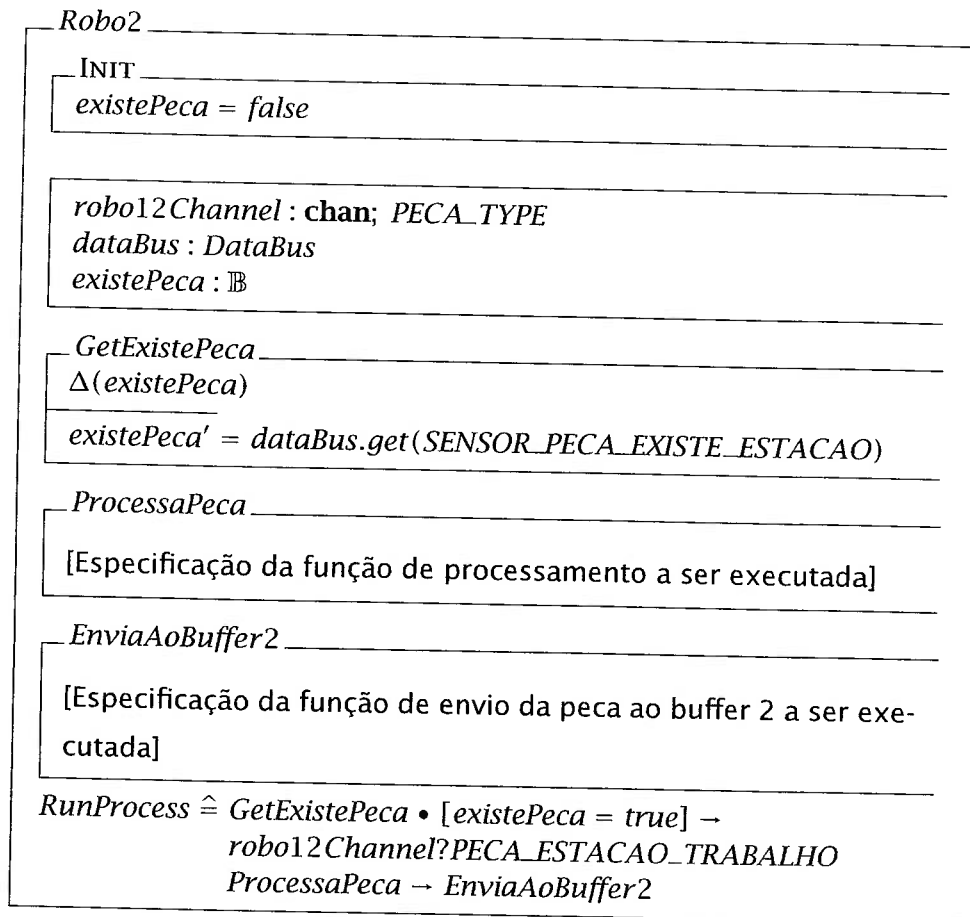 Robo2
INIT
existePeca = false
robo12Channel : chan; PECA_TYPE
dataBus : DataBus
existePeca : 𝔹
GetExistePeca
Δ(existePeca)
existePeca′ = dataBus.get(SENSOR_PECA_EXISTE_ESTACAO)
ProcessaPeca
[Especificação da função de processamento a ser executada]
EnviaAoBuffer2
[Especificação da função de envio da peca ao buffer 2 a ser exe-
cutada]
RunProcess ≙ GetExistePeca • [existePeca = true] →
robo12Channel?PECA_ESTACAO_TRABALHO
ProcessaPeca → EnviaAoBuffer2